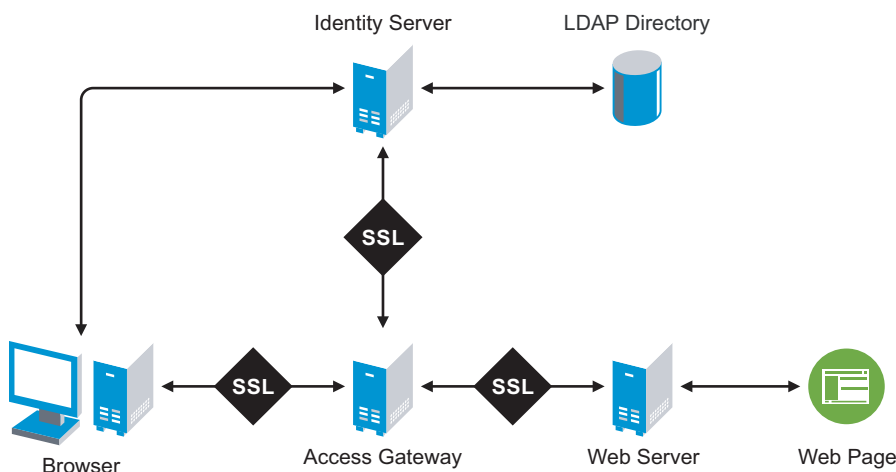 Identity Server
LDAP Directory
SSL
SSL
SSL
Browser
Access Gateway
Web Server
Web Page